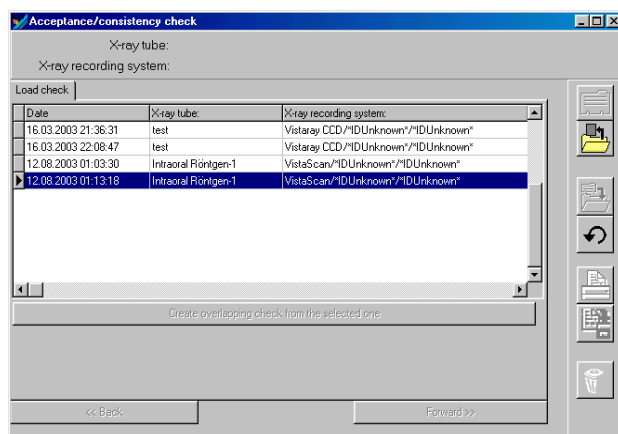 Acceptance/consistency check
X-ray tube:
X-ray recording system:
Load check
Date X-ray tube: X-ray recording system:
16.03.2003 21:36:31 test Vistaray CCD/*IDUnknown*/*IDUnknown*
16.03.2003 22:08:47 test Vistaray CCD/*IDUnknown*/*IDUnknown*
12.08.2003 01:03:30 Intraoral Röntgen-1 VistaScan/*IDUnknown*/*IDUnknown*
12.08.2003 01:13:18 Intraoral Röntgen-1 VistaScan/*IDUnknown*/*IDUnknown*
Create overlapping check from the selected one
<< Back Forward >>